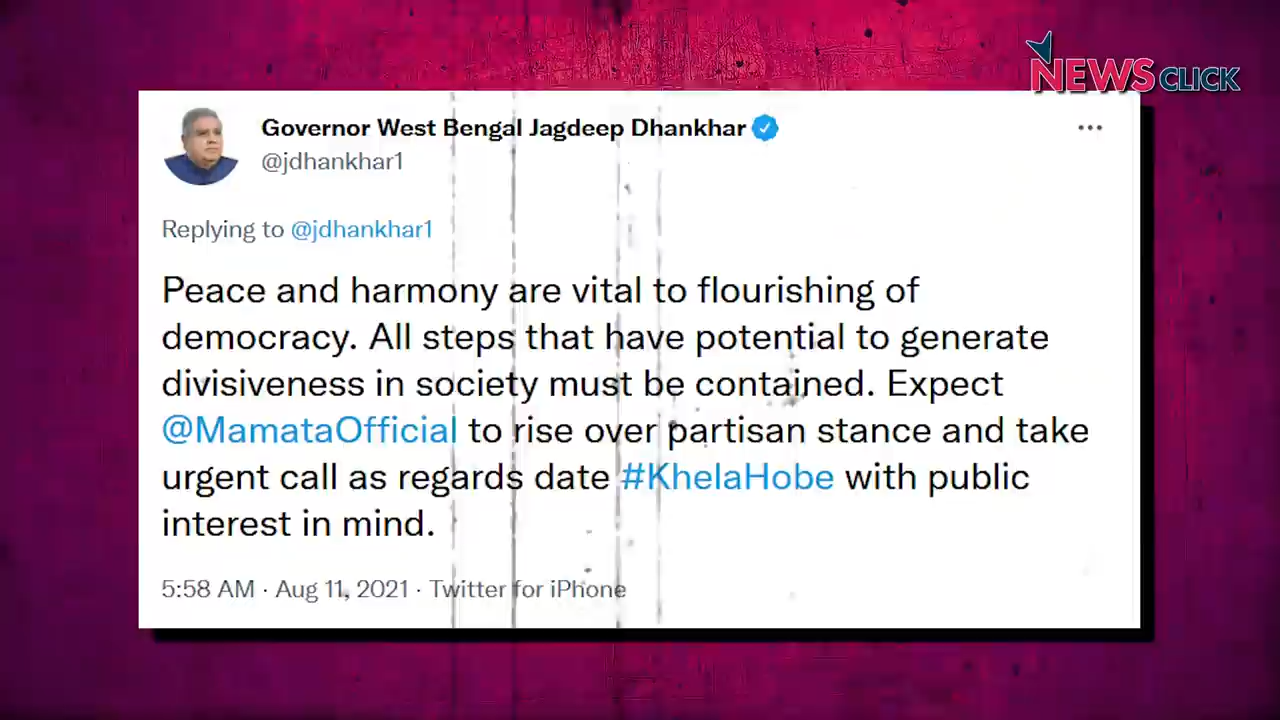 NEWSCLICK
Governor West Bengal Jagdeep Dhankhar
@jdhankhar1
Replying to @jdhankhar1
Peace and harmony are vital to flourishing of
democracy. All steps that have potential to generate
divisiveness in society must be contained. Expect
@MamataOfficial to rise over partisan stance and take
urgent call as regards date #KhelaHobe with public
interest in mind.
5:58 AM · Aug 11, 2021 · Twitter for iPhone